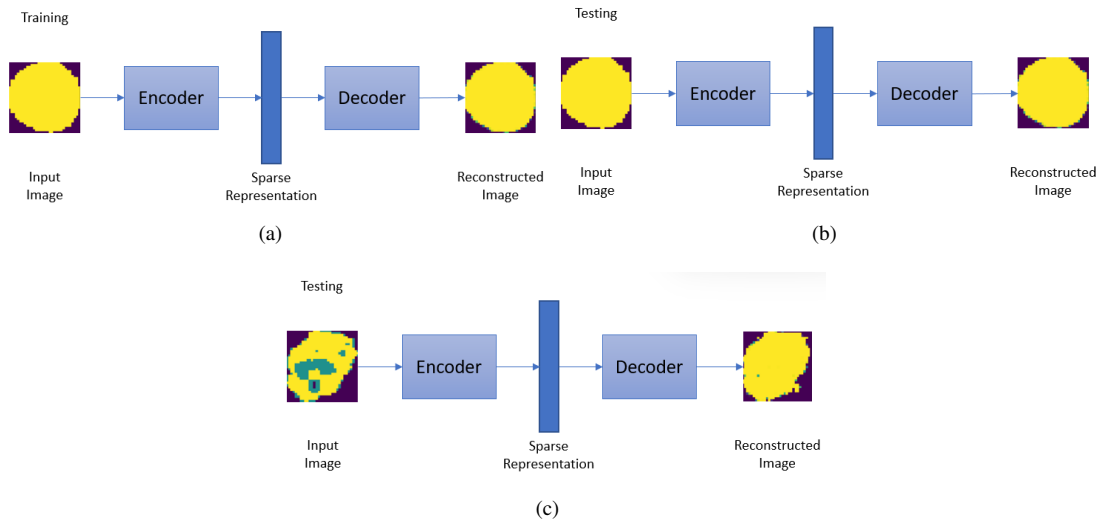 Training
Encoder
Decoder
Input
Image
Sparse
Representation
Reconstructed
Image
(a)
Testing
Encoder
Decoder
Input
Image
Sparse
Representation
Reconstructed
Image
(b)
Testing
Encoder
Decoder
Input
Image
Sparse
Representation
Reconstructed
Image
(c)